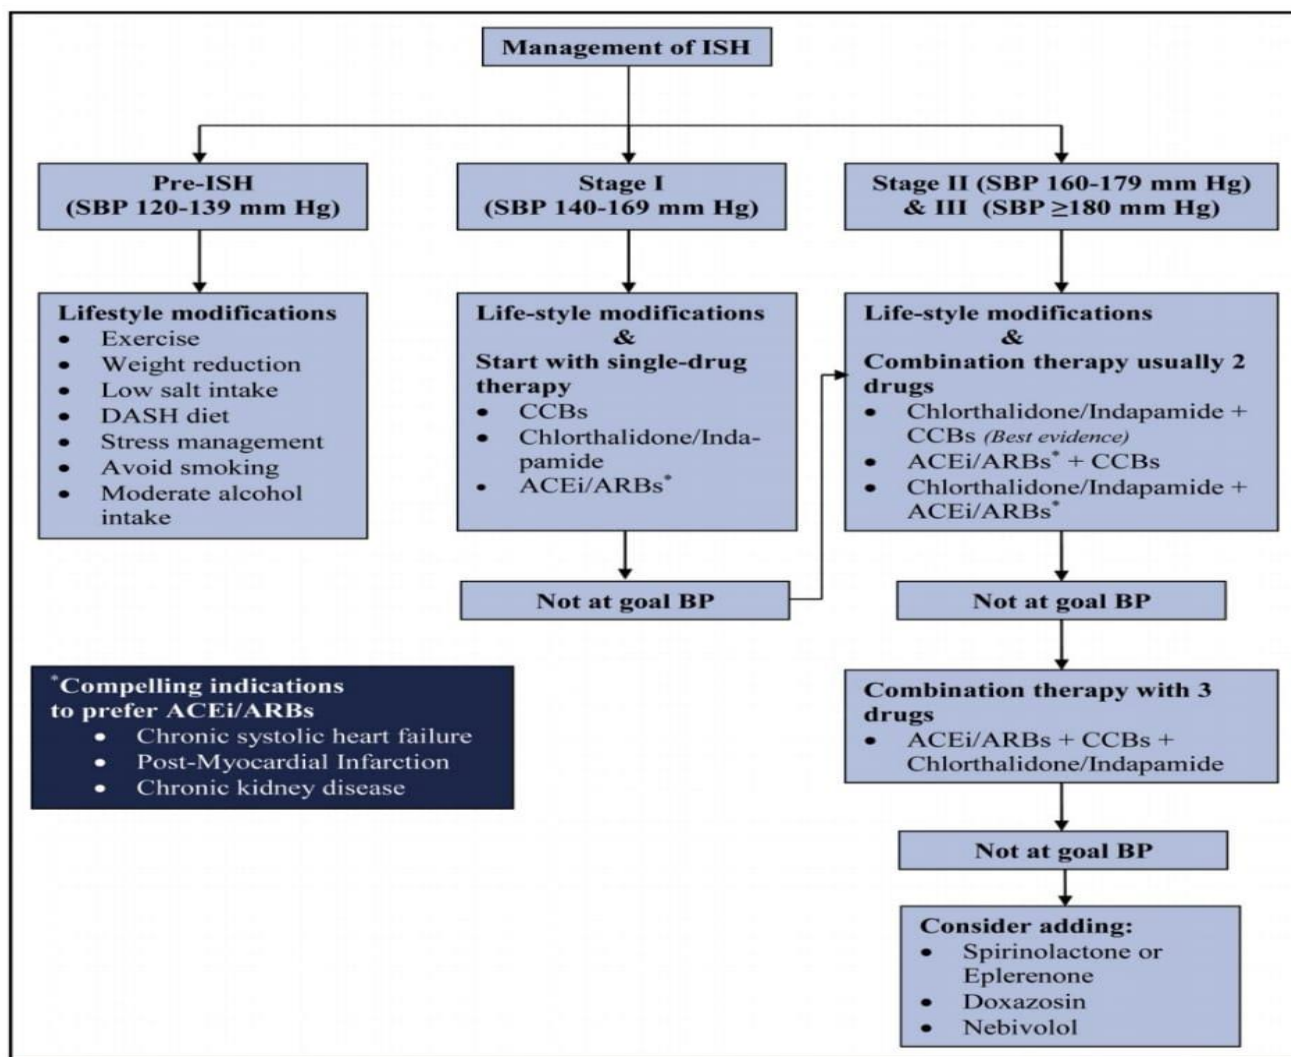 Management of ISH
Pre-ISH
(SBP 120-139 mm Hg)
Stage I
(SBP 140-169 mm Hg)
Stage II (SBP 160-179 mm Hg)
& III (SBP ≥180 mm Hg)
Lifestyle modifications
• Exercise
• Weight reduction
• Low salt intake
• DASH diet
• Stress management
• Avoid smoking
• Moderate alcohol
intake
Life-style modifications
&
Start with single-drug
therapy
• CCBs
• Chlorthalidone/Inda-
pamide
• ACEi/ARBs*
Life-style modifications
&
Combination therapy usually 2
drugs
• Chlorthalidone/Indapamide +
CCBs (Best evidence)
• ACEi/ARBs* + CCBs
• Chlorthalidone/Indapamide +
ACEi/ARBs*
Not at goal BP
Not at goal BP
*Compelling indications
to prefer ACEi/ARBs
• Chronic systolic heart failure
• Post-Myocardial Infarction
• Chronic kidney disease
Combination therapy with 3
drugs
• ACEi/ARBs + CCBs +
Chlorthalidone/Indapamide
Not at goal BP
Consider adding:
• Spirinolactone or
Eplerenone
• Doxazosin
• Nebivolol